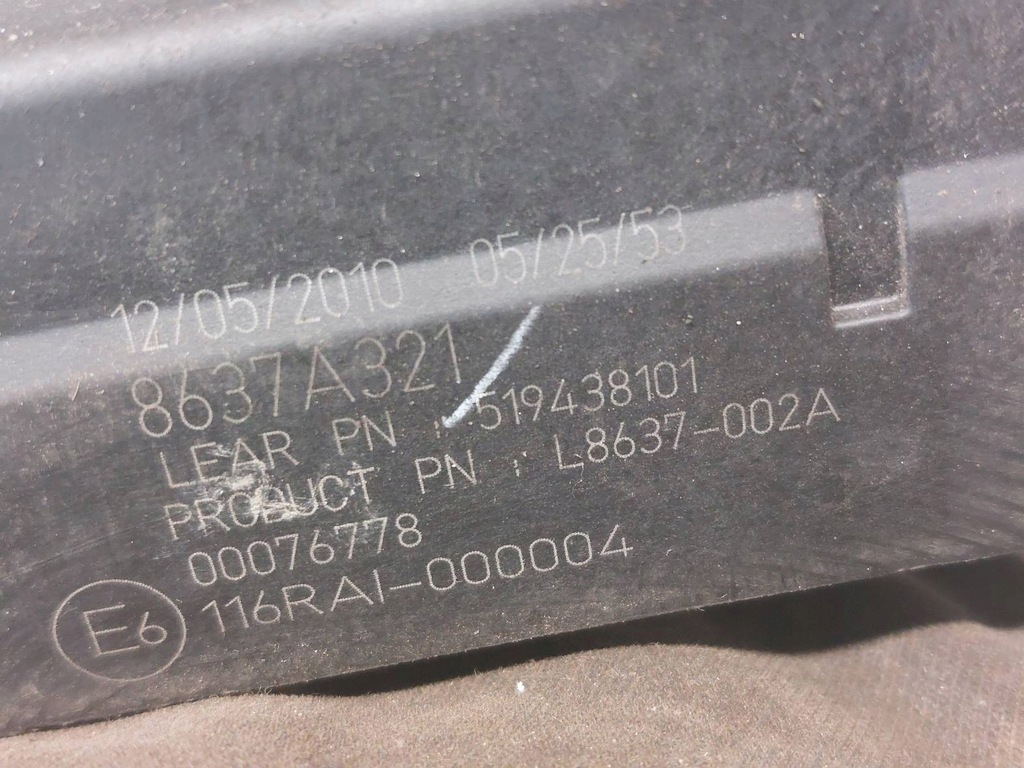 12/05/2010 05/25/53
8637A321
LEAR PN : 519438101
PRODUCT PN : L8637-002A
00076778
E6 116RAI-000004